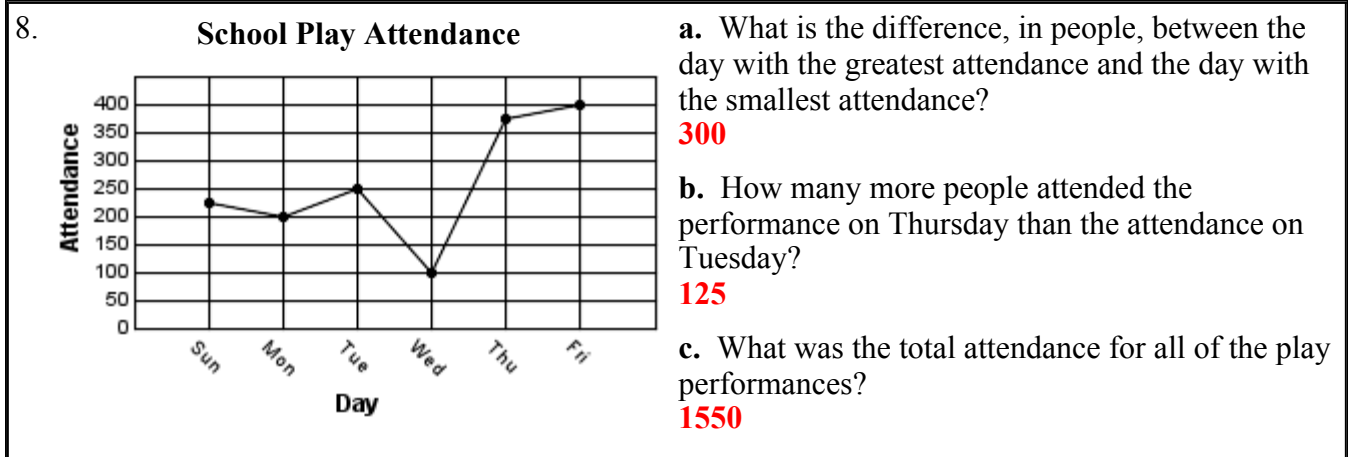 8.
School Play Attendance
Attendance
400
350
300
250
200
150
100
50
0
Sun Mon Tue Wed Thu Fri
Day
a. What is the difference, in people, between the
day with the greatest attendance and the day with
the smallest attendance?
300
b. How many more people attended the
performance on Thursday than the attendance on
Tuesday?
125
c. What was the total attendance for all of the play
performances?
1550